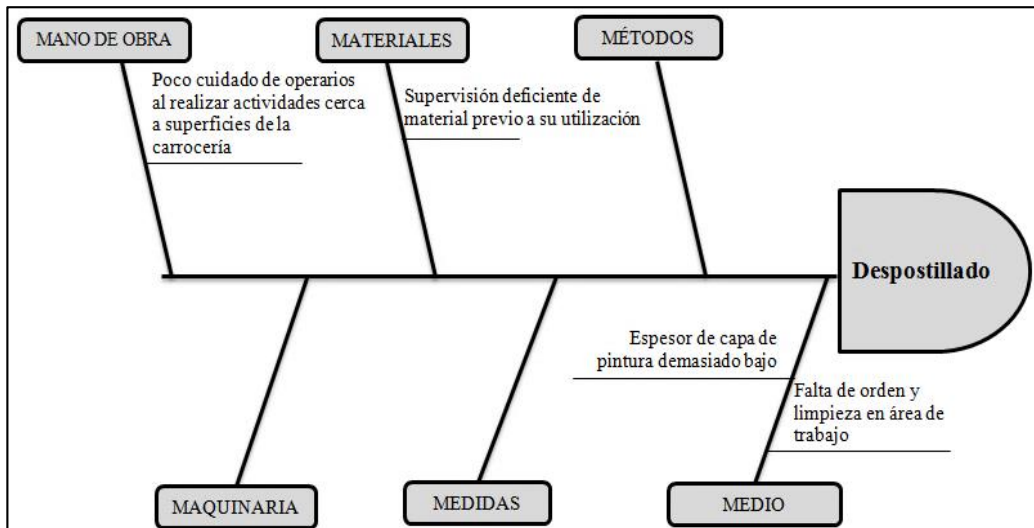 MANO DE OBRA
MATERIALES
MÉTODOS
Poco cuidado de operarios
al realizar actividades cerca
a superficies de la
carrocería
Supervisión deficiente de
material previo a su utilización
Despostillado
Espesor de capa de
pintura demasiado bajo
Falta de orden y
limpieza en área de
trabajo
MAQUINARIA
MEDIDAS
MEDIO